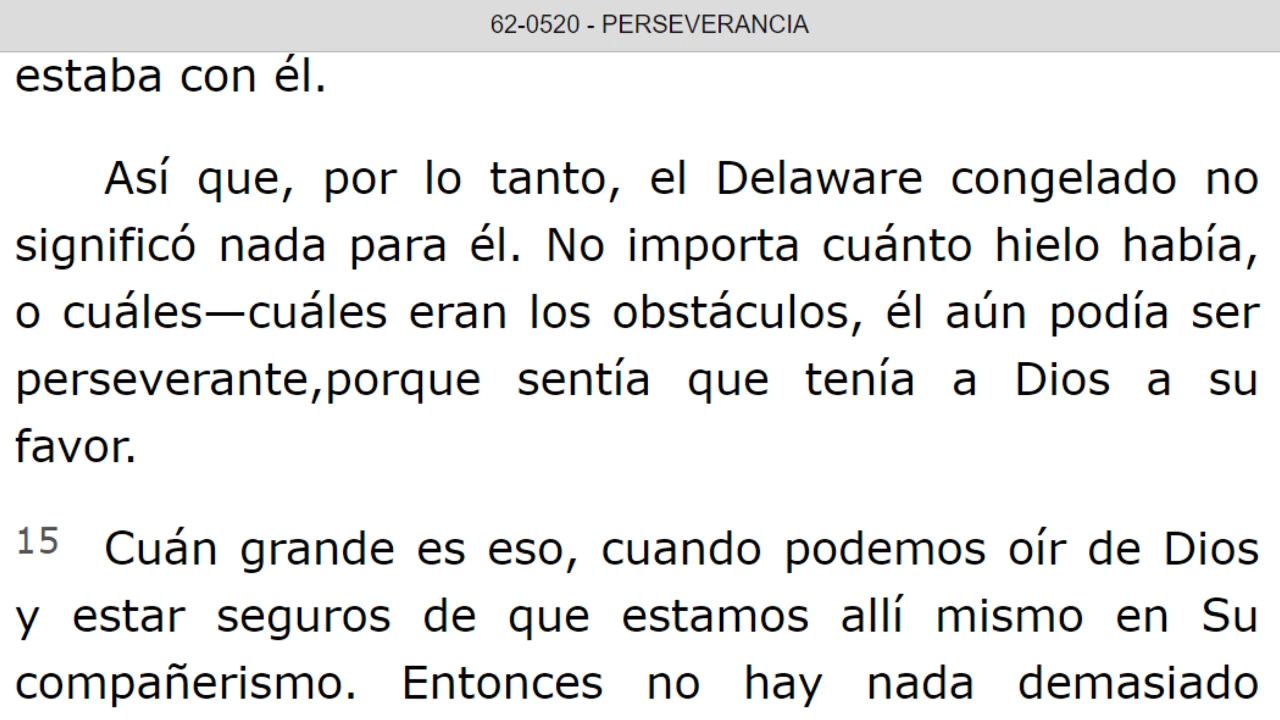 62-0520 - PERSEVERANCIA
estaba con él.
Así que, por lo tanto, el Delaware congelado no
significó nada para él. No importa cuánto hielo había,
o cuáles—cuáles eran los obstáculos, él aún podía ser
perseverante,porque sentía que tenía a Dios a su
favor.
15 Cuán grande es eso, cuando podemos oír de Dios
y estar seguros de que estamos allí mismo en Su
compañerismo. Entonces no hay nada demasiado